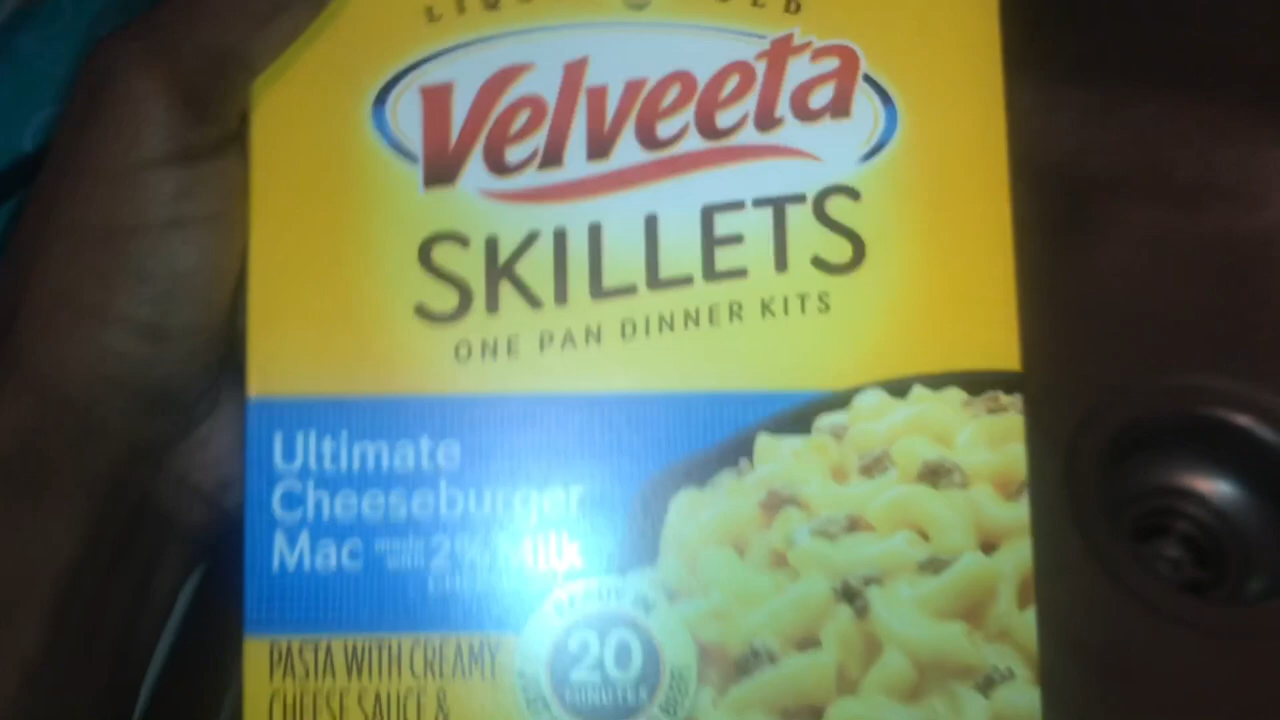 Velveeta
SKILLETS
ONE PAN DINNER KITS
Ultimate
Cheeseburger
Mac made with 2% Milk
PASTA WITH CREAMY
CHEESE SAUCE &
20
MINUTES